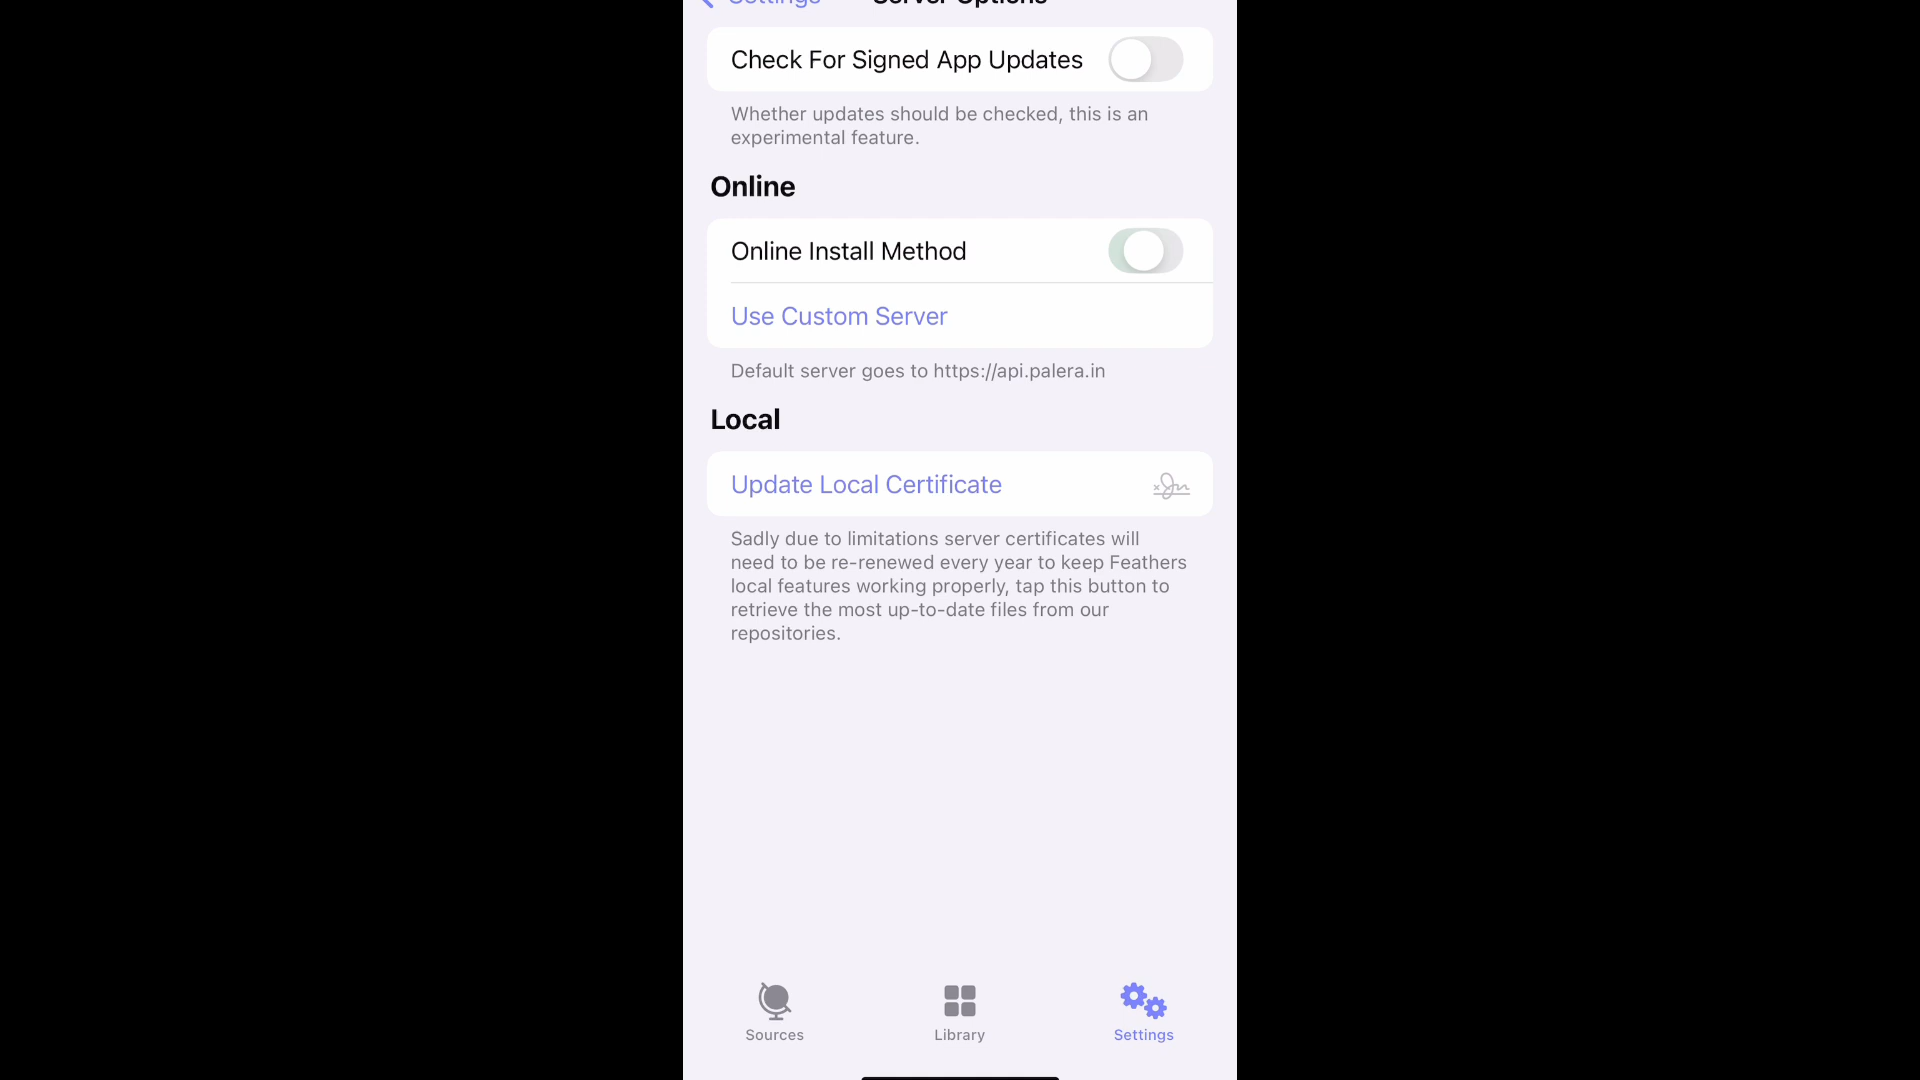 Settings
Server Options
Check For Signed App Updates
Whether updates should be checked, this is an
experimental feature.
Online
Online Install Method
Use Custom Server
Default server goes to https://api.palera.in
Local
Update Local Certificate
Sadly due to limitations server certificates will
need to be re-renewed every year to keep Feathers
local features working properly, tap this button to
retrieve the most up-to-date files from our
repositories.
Sources
Library
Settings